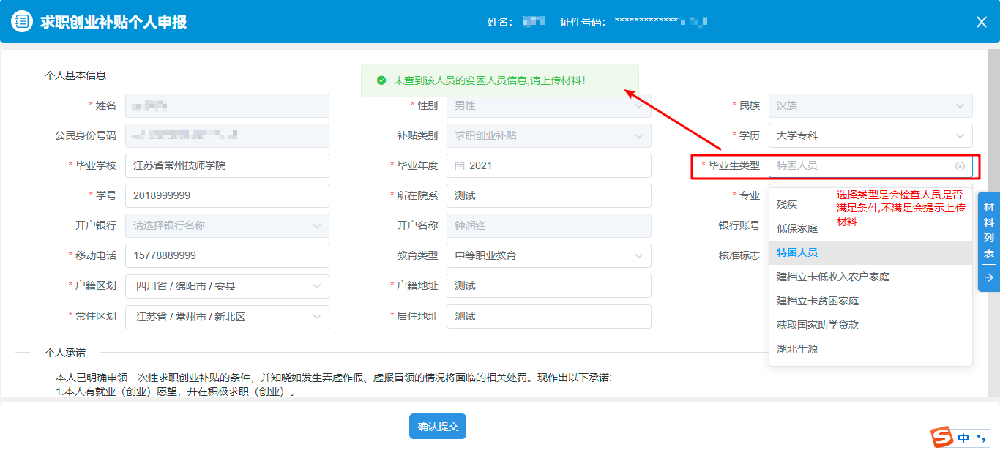 求职创业补贴个人申报
姓名：
证件号码：*************
个人基本信息
未查到该人员的贫困人员信息,请上传材料!
* 姓名
* 性别 男性
* 民族 汉族
公民身份号码
补贴类别 求职创业补贴
* 学历 大学专科
* 毕业学校 江苏省常州技师学院
* 毕业年度 2021
* 毕业生类型 特困人员
* 学号 2018999999
* 所在院系 测试
* 专业
选择类型是会检查人员是否
满足条件,不满足会提示上传
材料
残疾
开户银行 请选择银行名称
开户名称 钟润锋
银行账号
低保家庭
* 移动电话 15778889999
教育类型 中等职业教育
核准标志
特困人员
建档立卡低收入农户家庭
* 户籍区划 四川省 / 绵阳市 / 安县
* 户籍地址 测试
建档立卡贫困家庭
* 常住区划 江苏省 / 常州市 / 新北区
* 居住地址 测试
获取国家助学贷款
湖北生源
材料列表
个人承诺
本人已明确申领一次性求职创业补贴的条件，并知晓如发生弄虚作假、虚报冒领的情况将面临的相关处罚。现作出以下承诺:
1.本人有就业（创业）愿望，并在积极求职（创业）。
确认提交
S 中